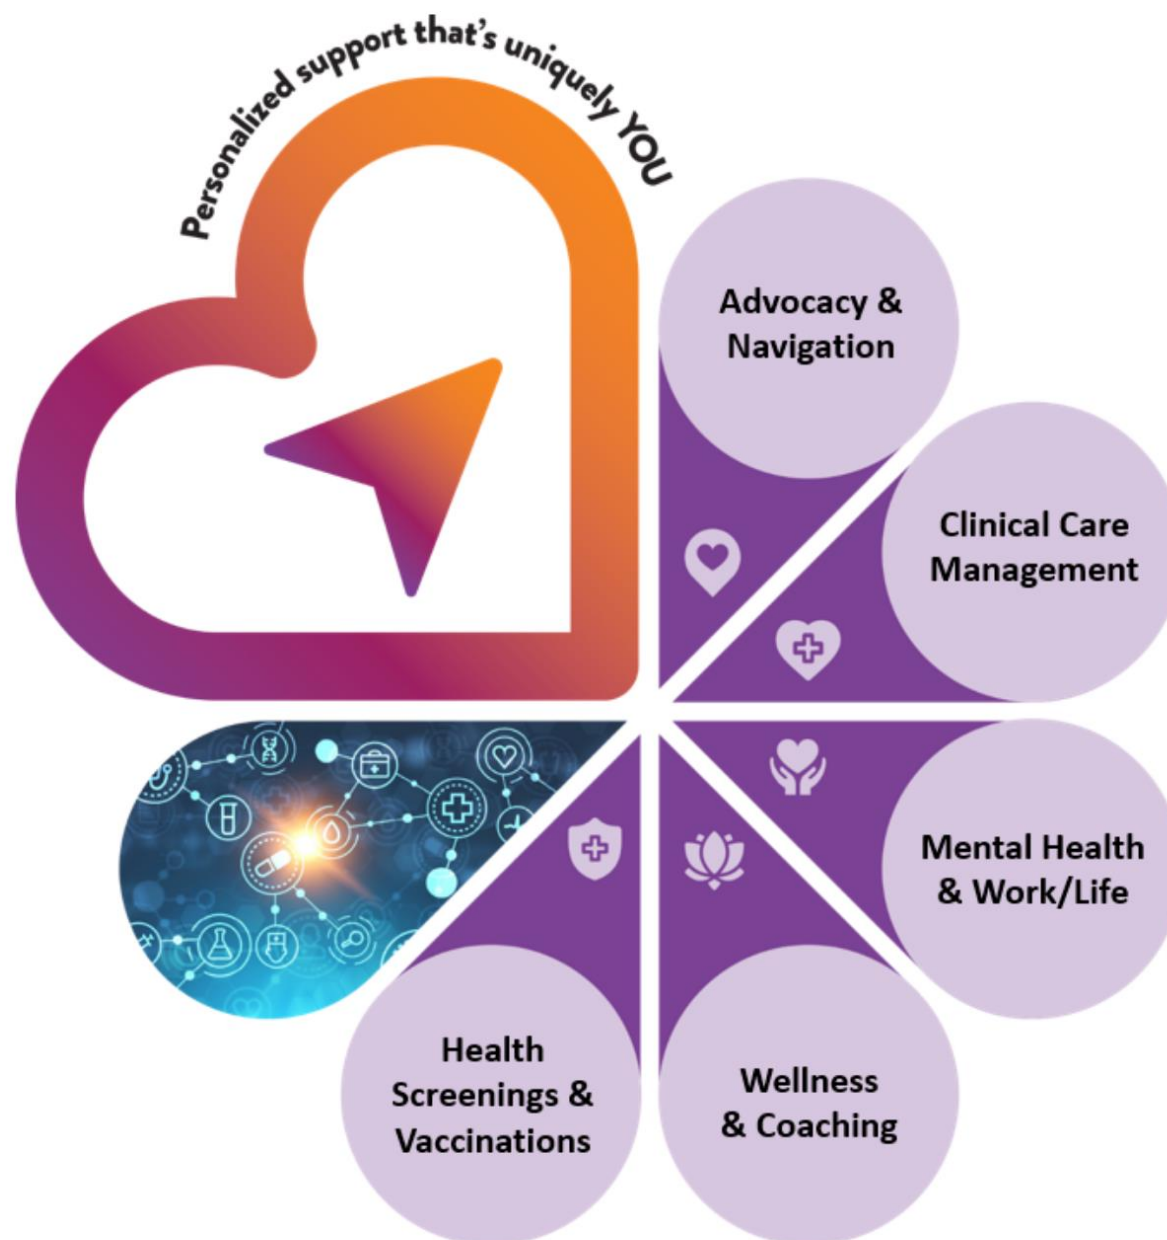 Personalized support that's uniquely YOU
Advocacy &
Navigation
Clinical Care
Management
Mental Health
& Work/Life
Wellness
& Coaching
Health
Screenings &
Vaccinations